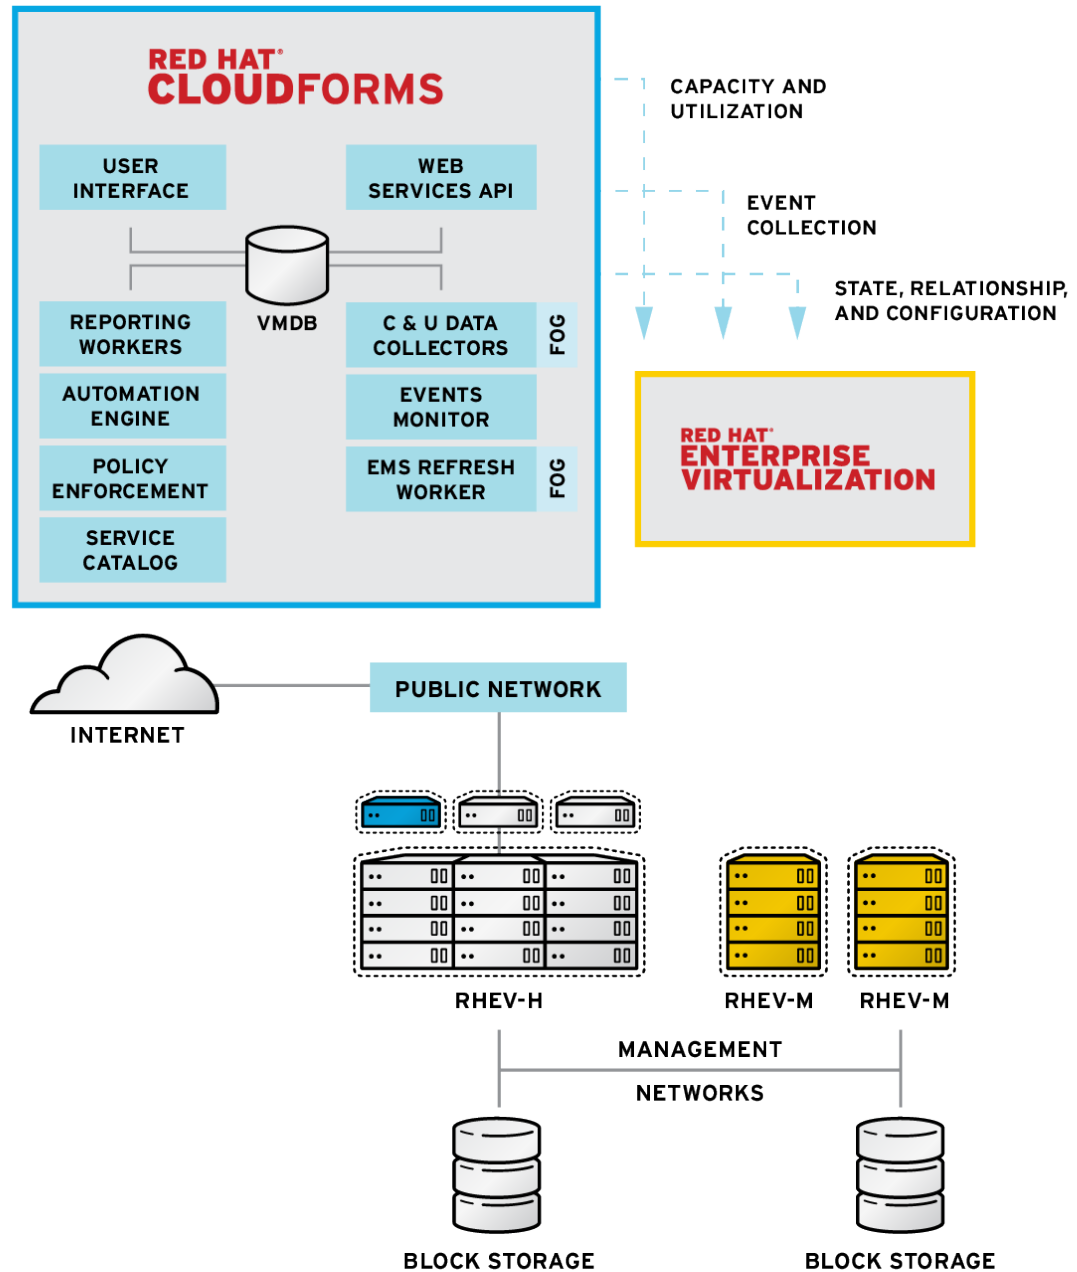 RED HAT®
CLOUDFORMS
USER
INTERFACE
WEB
SERVICES API
VMDB
REPORTING
WORKERS
AUTOMATION
ENGINE
POLICY
ENFORCEMENT
SERVICE
CATALOG
C & U DATA
COLLECTORS
FOG
EVENTS
MONITOR
EMS REFRESH
WORKER
FOG
CAPACITY AND
UTILIZATION
EVENT
COLLECTION
STATE, RELATIONSHIP,
AND CONFIGURATION
RED HAT®
ENTERPRISE
VIRTUALIZATION
INTERNET
PUBLIC NETWORK
RHEV-H
RHEV-M
RHEV-M
MANAGEMENT
NETWORKS
BLOCK STORAGE
BLOCK STORAGE